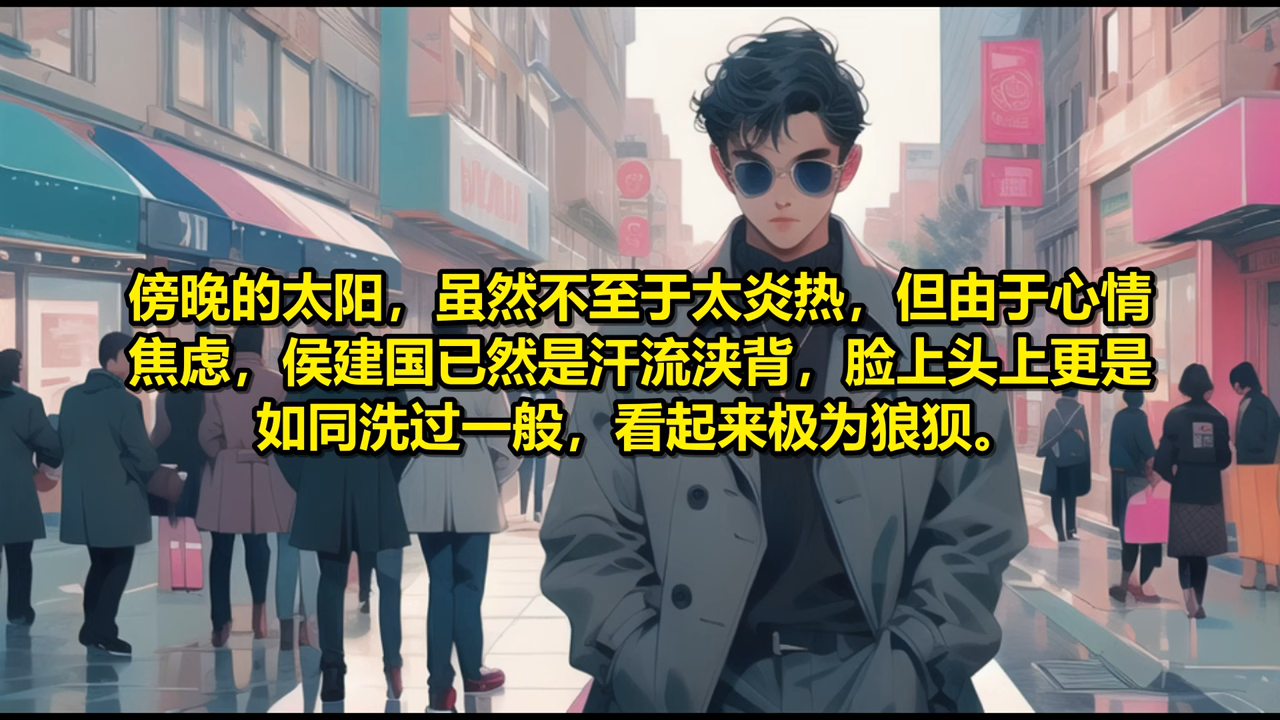 傍晚的太阳，虽然不至于太炎热，但由于心情
焦虑，侯建国已然是汗流浃背，脸上头上更是
如同洗过一般，看起来极为狼狈。